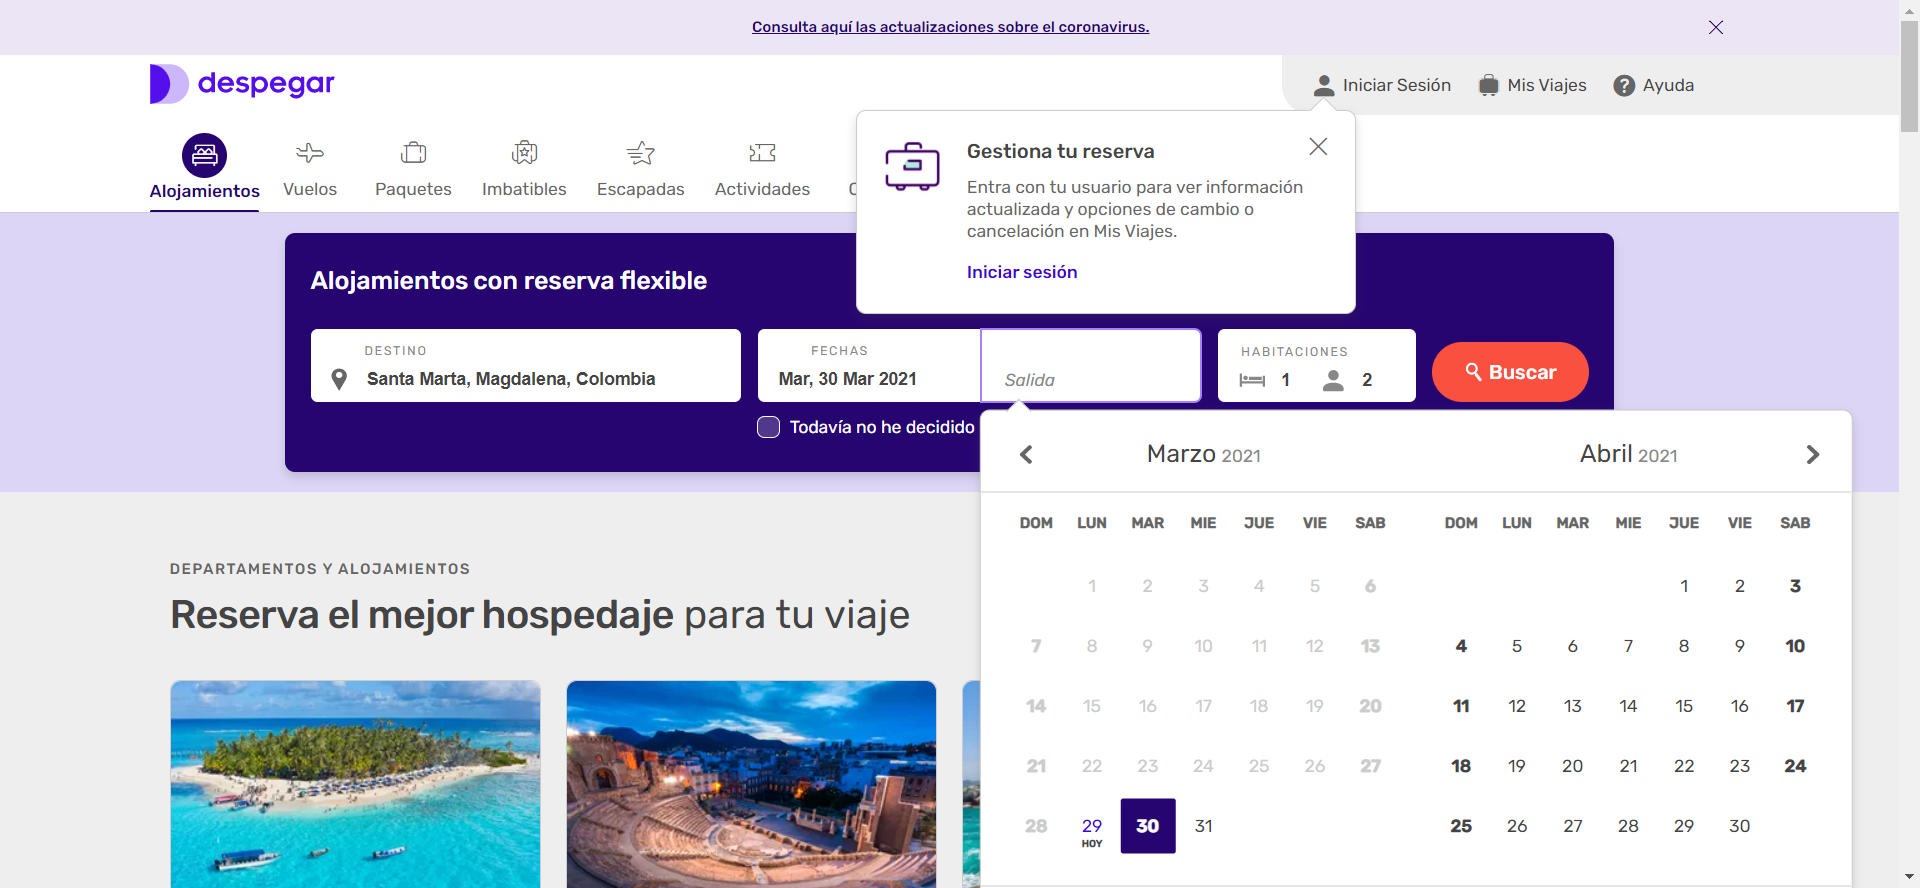 Consulta aquí las actualizaciones sobre el coronavirus.
despegar
Iniciar Sesión
Mis Viajes
Ayuda
Alojamientos
Vuelos
Paquetes
Imbatibles
Escapadas
Actividades
Gestiona tu reserva
Entra con tu usuario para ver información
actualizada y opciones de cambio o
cancelación en Mis Viajes.
Iniciar sesión
Alojamientos con reserva flexible
DESTINO
Santa Marta, Magdalena, Colombia
FECHAS
Mar, 30 Mar 2021
Salida
HABITACIONES
1 2
Buscar
Todavía no he decidido
Marzo 2021
DOM LUN MAR MIE JUE VIE SAB
1 2 3 4 5 6
7 8 9 10 11 12 13
14 15 16 17 18 19 20
21 22 23 24 25 26 27
28 29 30 31
HOY
Abril 2021
DOM LUN MAR MIE JUE VIE SAB
1 2 3
4 5 6 7 8 9 10
11 12 13 14 15 16 17
18 19 20 21 22 23 24
25 26 27 28 29 30
DEPARTAMENTOS Y ALOJAMIENTOS
Reserva el mejor hospedaje para tu viaje